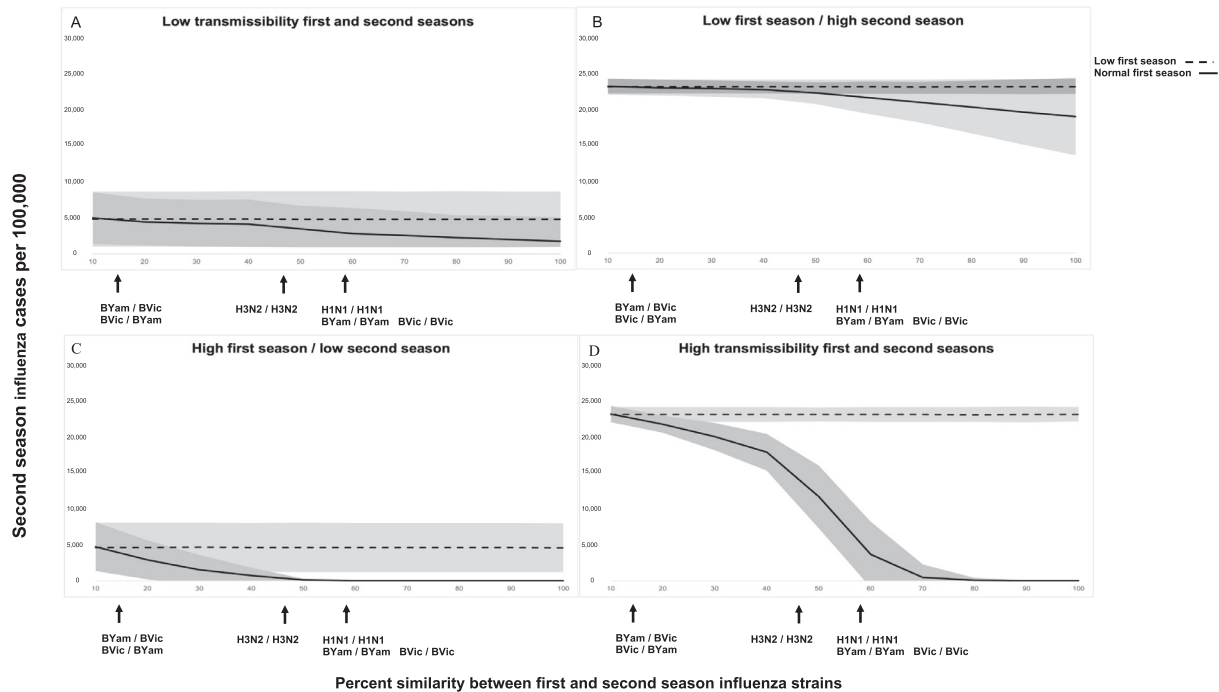 A
Low transmissibility first and second seasons
30,000
25,000
20,000
15,000
10,000
5,000
0
10 20 30 40 50 60 70 80 90 100
BYam / BVic
BVic / BYam
H3N2 / H3N2
H1N1 / H1N1
BYam / BYam BVic / BVic
B
Low first season / high second season
30,000
25,000
20,000
15,000
10,000
5,000
0
10 20 30 40 50 60 70 80 90 100
BYam / BVic
BVic / BYam
H3N2 / H3N2
H1N1 / H1N1
BYam / BYam BVic / BVic
Low first season
Normal first season
C
High first season / low second season
30,000
25,000
20,000
15,000
10,000
5,000
0
10 20 30 40 50 60 70 80 90 100
BYam / BVic
BVic / BYam
H3N2 / H3N2
H1N1 / H1N1
BYam / BYam BVic / BVic
D
High transmissibility first and second seasons
30,000
25,000
20,000
15,000
10,000
5,000
0
10 20 30 40 50 60 70 80 90 100
BYam / BVic
BVic / BYam
H3N2 / H3N2
H1N1 / H1N1
BYam / BYam BVic / BVic
Second season influenza cases per 100,000
Percent similarity between first and second season influenza strains